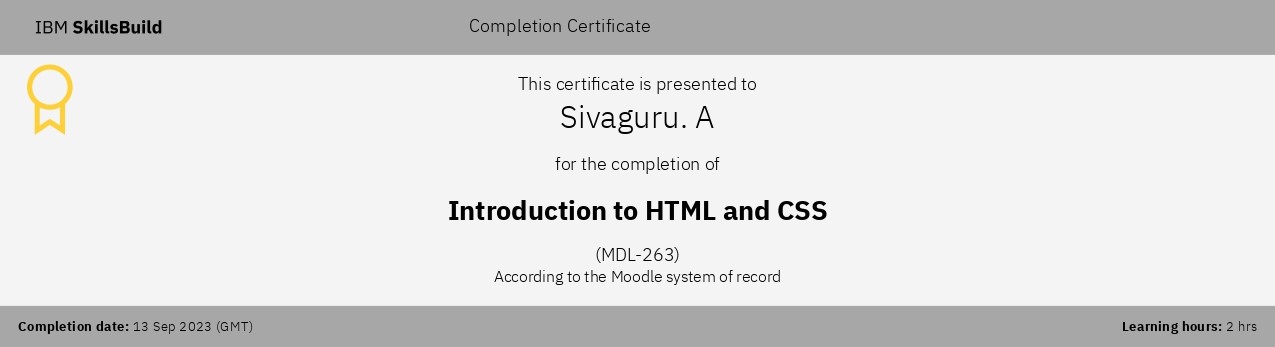 IBM SkillsBuild
Completion Certificate
This certificate is presented to
Sivaguru. A
for the completion of
Introduction to HTML and CSS
(MDL-263)
According to the Moodle system of record
Completion date: 13 Sep 2023 (GMT)
Learning hours: 2 hrs